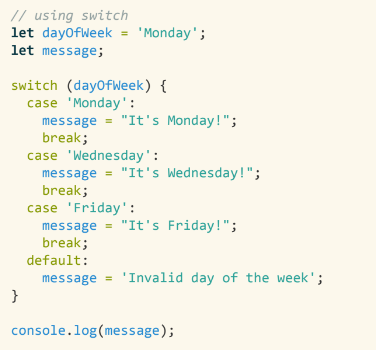 // using switch
let dayOfWeek = 'Monday';
let message;

switch (dayOfWeek) {
  case 'Monday':
    message = "It's Monday!";
    break;
  case 'Wednesday':
    message = "It's Wednesday!";
    break;
  case 'Friday':
    message = "It's Friday!";
    break;
  default:
    message = 'Invalid day of the week';
}

console.log(message);